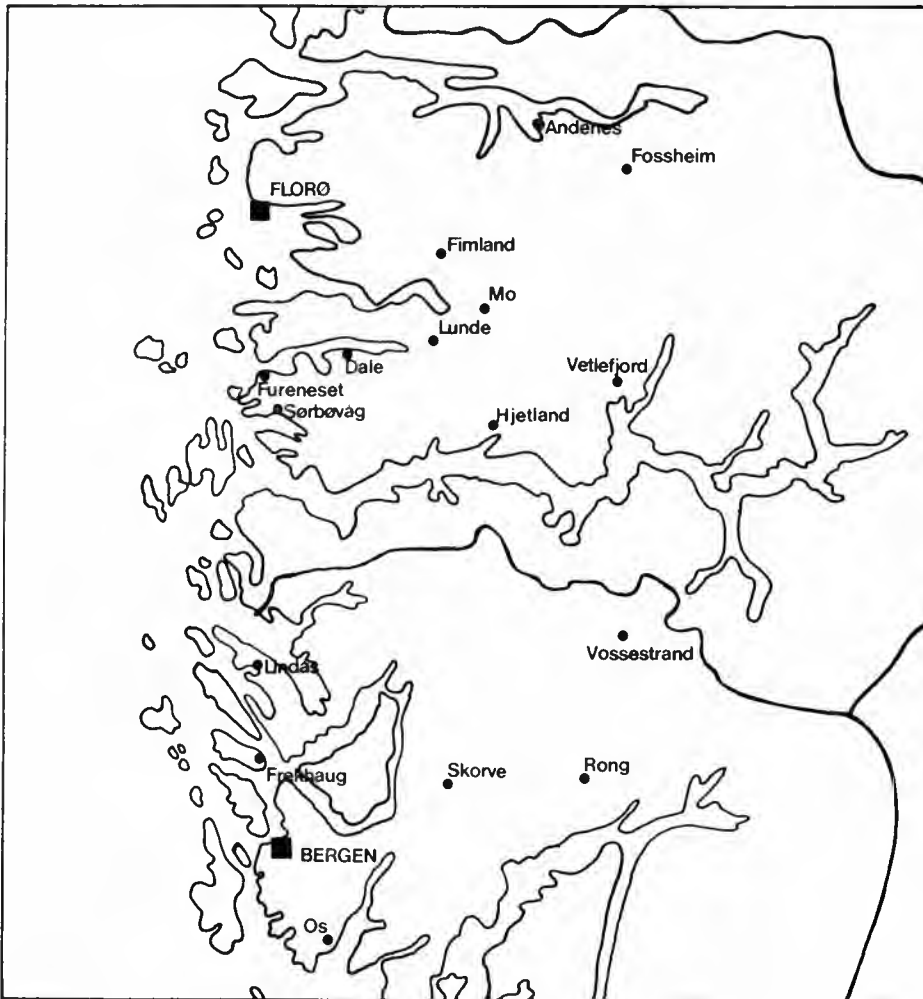 Andenes
Fossheim
FLORØ
Fimland
Mo
Lunde
Dale
Vetlefjord
Fureneset
Sørbøvåg
Hjetland
Vossestrand
Lindås
Frekhaug
Skorve
Rong
BERGEN
Os